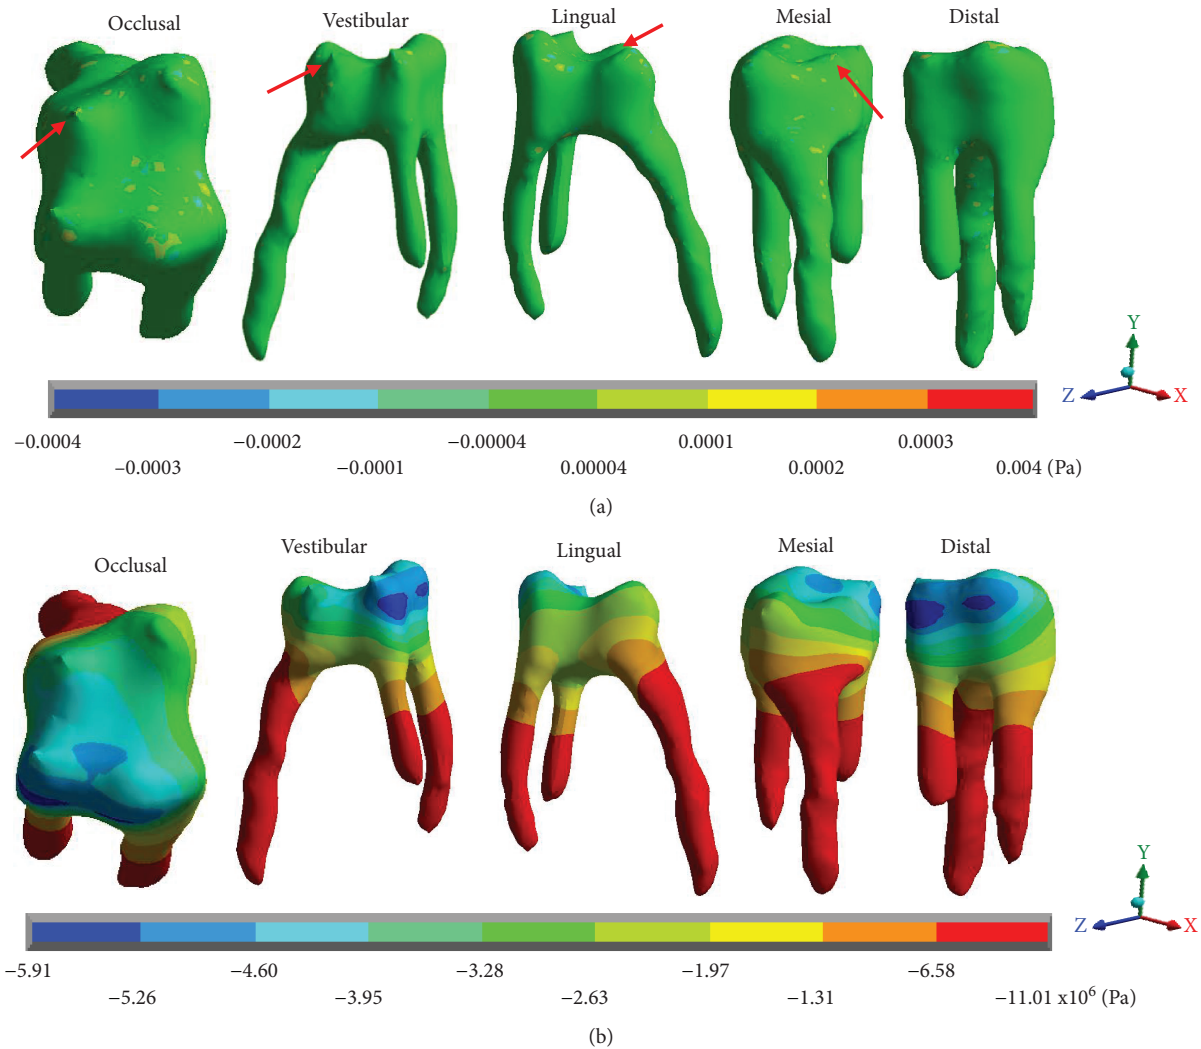 Occlusal Vestibular Lingual Mesial Distal
Y
Z X
−0.0004 −0.0002 −0.00004 0.0001 0.0003
−0.0003 −0.0001 0.00004 0.0002 0.004 (Pa)
(a)
Occlusal Vestibular Lingual Mesial Distal
Y
Z X
−5.91 −4.60 −3.28 −1.97 −6.58
−5.26 −3.95 −2.63 −1.31 −11.01 x10⁶ (Pa)
(b)